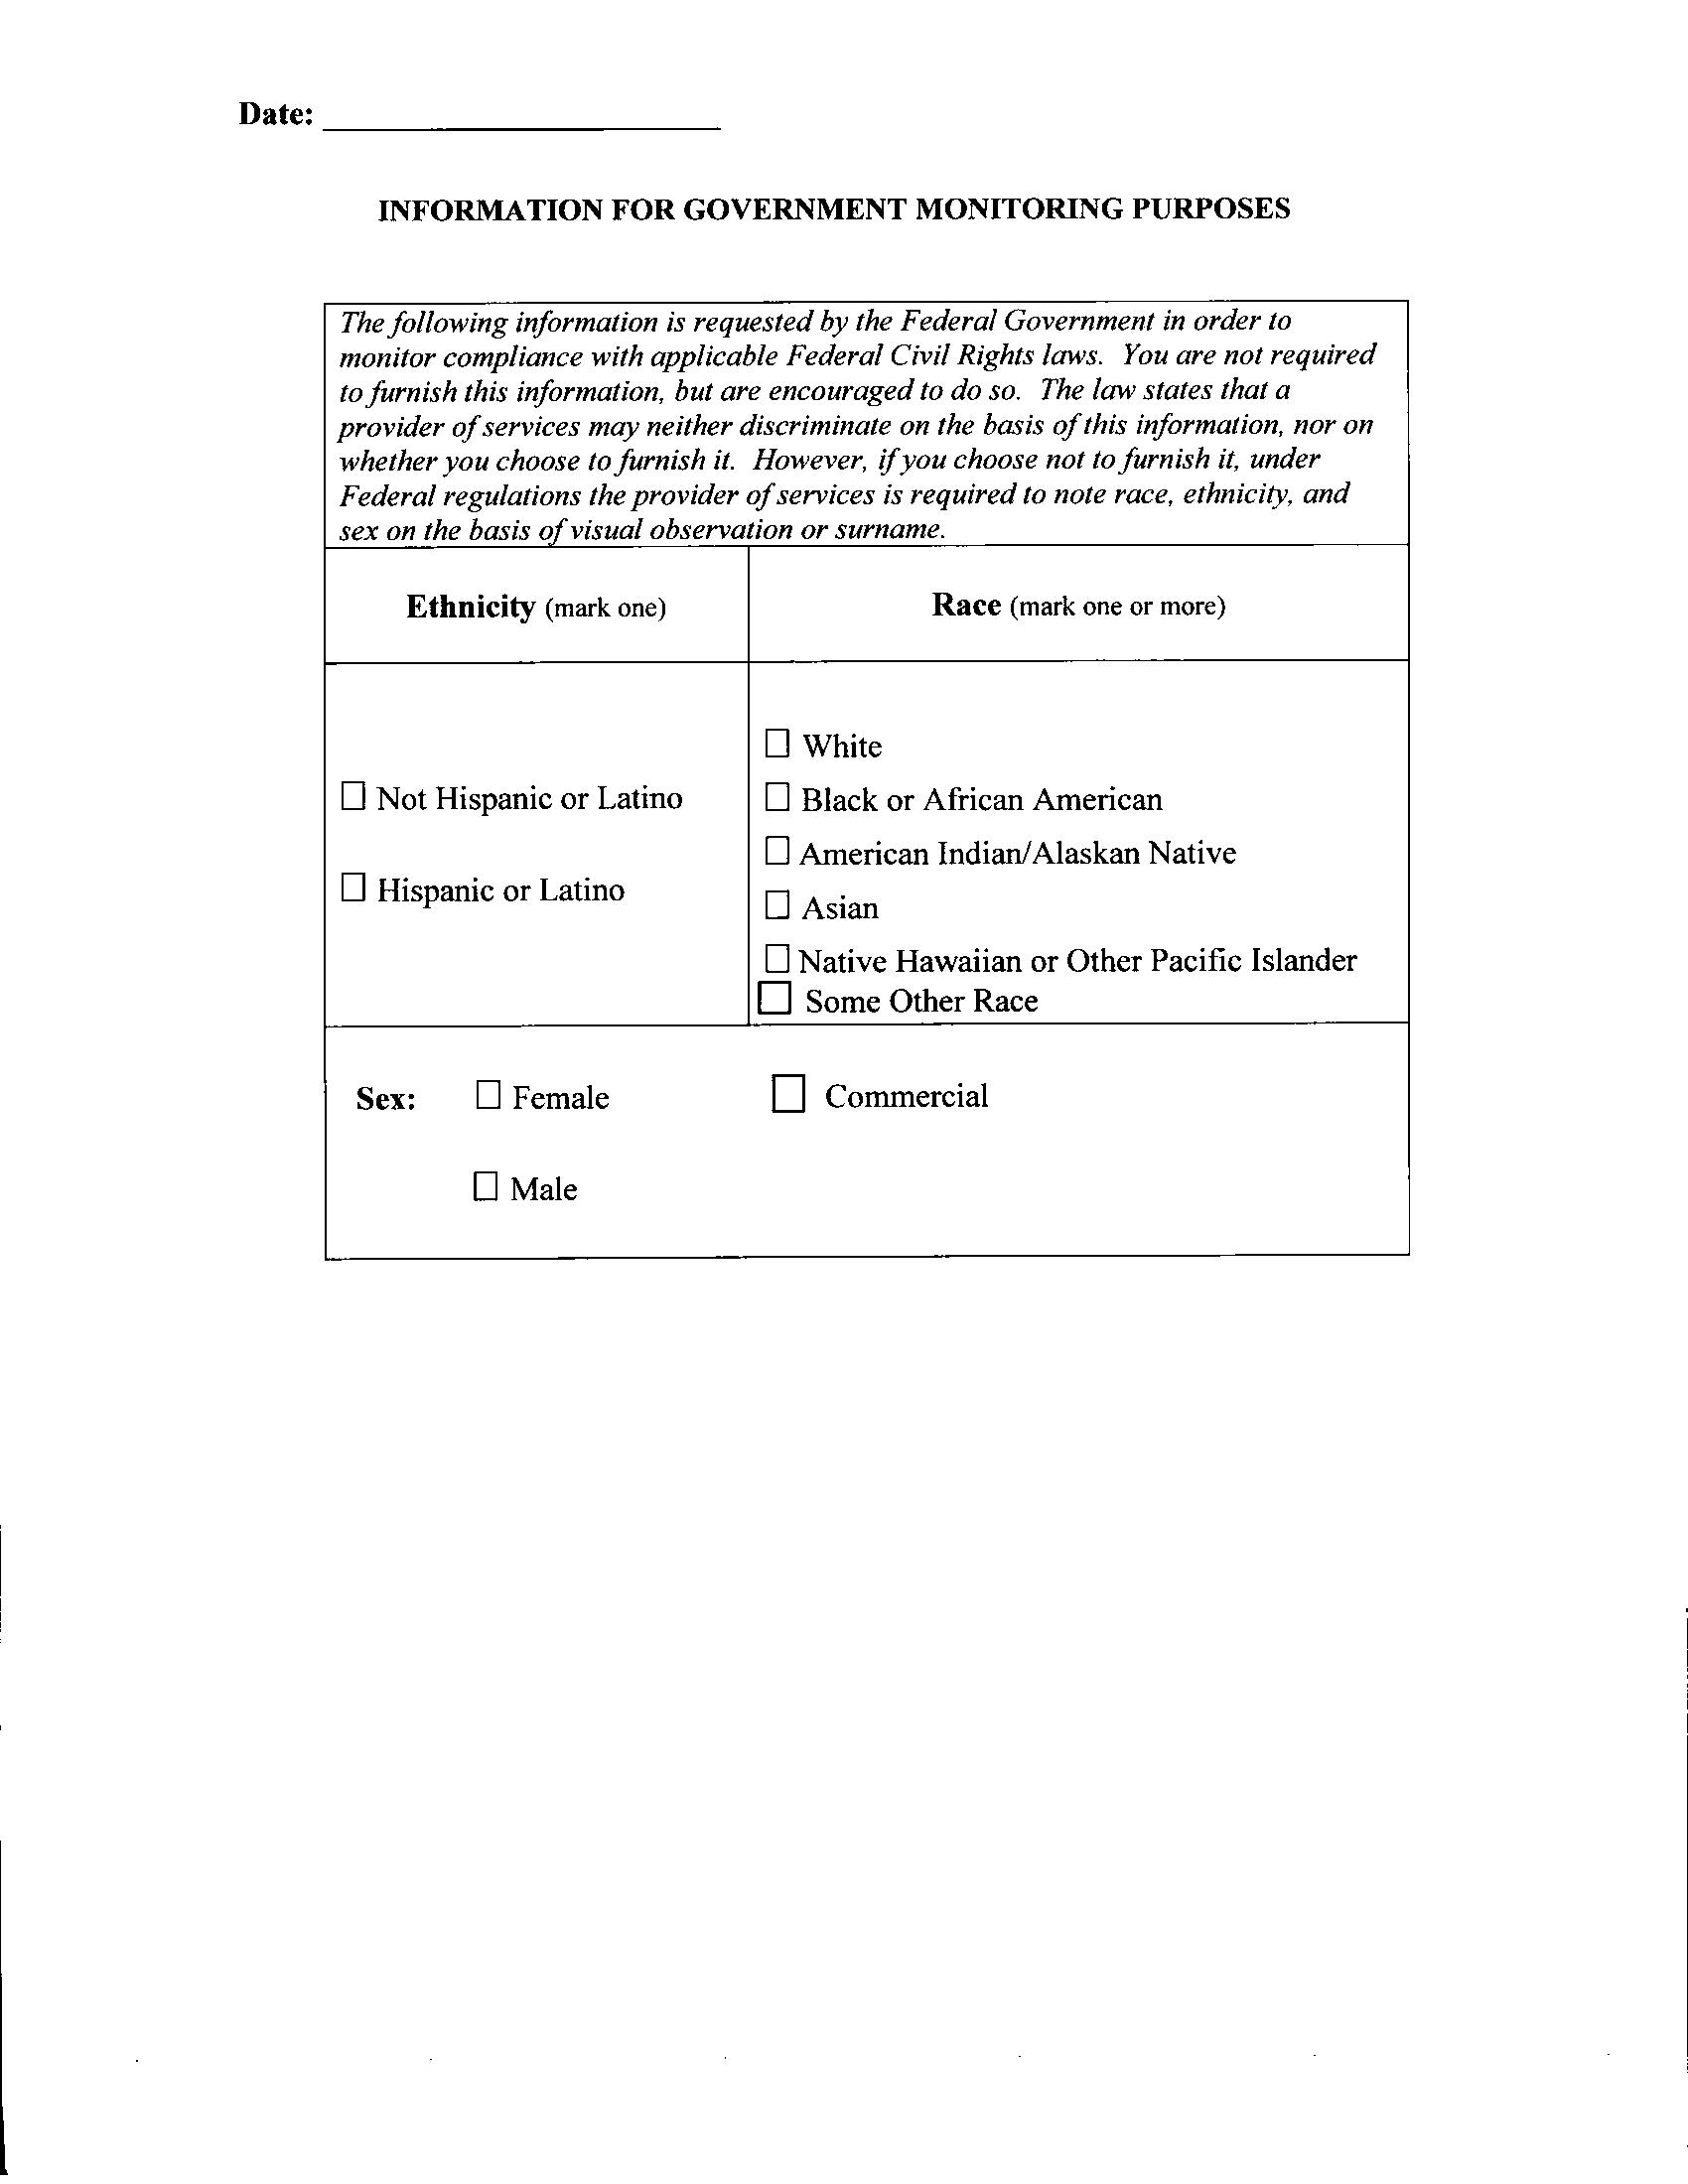 Date:
INFORMATION FOR GOVERNMENT MONITORING PURPOSES
The following information is requested by the Federal Government in order to
monitor compliance with applicable Federal Civil Rights laws. You are not required
to furnish this information, but are encouraged to do so. The law states that a
provider of services may neither discriminate on the basis of this information, nor on
whether you choose to furnish it. However, if you choose not to furnish it, under
Federal regulations the provider of services is required to note race, ethnicity, and
sex on the basis of visual observation or surname.
Ethnicity (mark one)
Race (mark one or more)
Not Hispanic or Latino
Hispanic or Latino
White
Black or African American
American Indian/Alaskan Native
Asian
Native Hawaiian or Other Pacific Islander
Some Other Race
Sex: Female
Commercial
Male